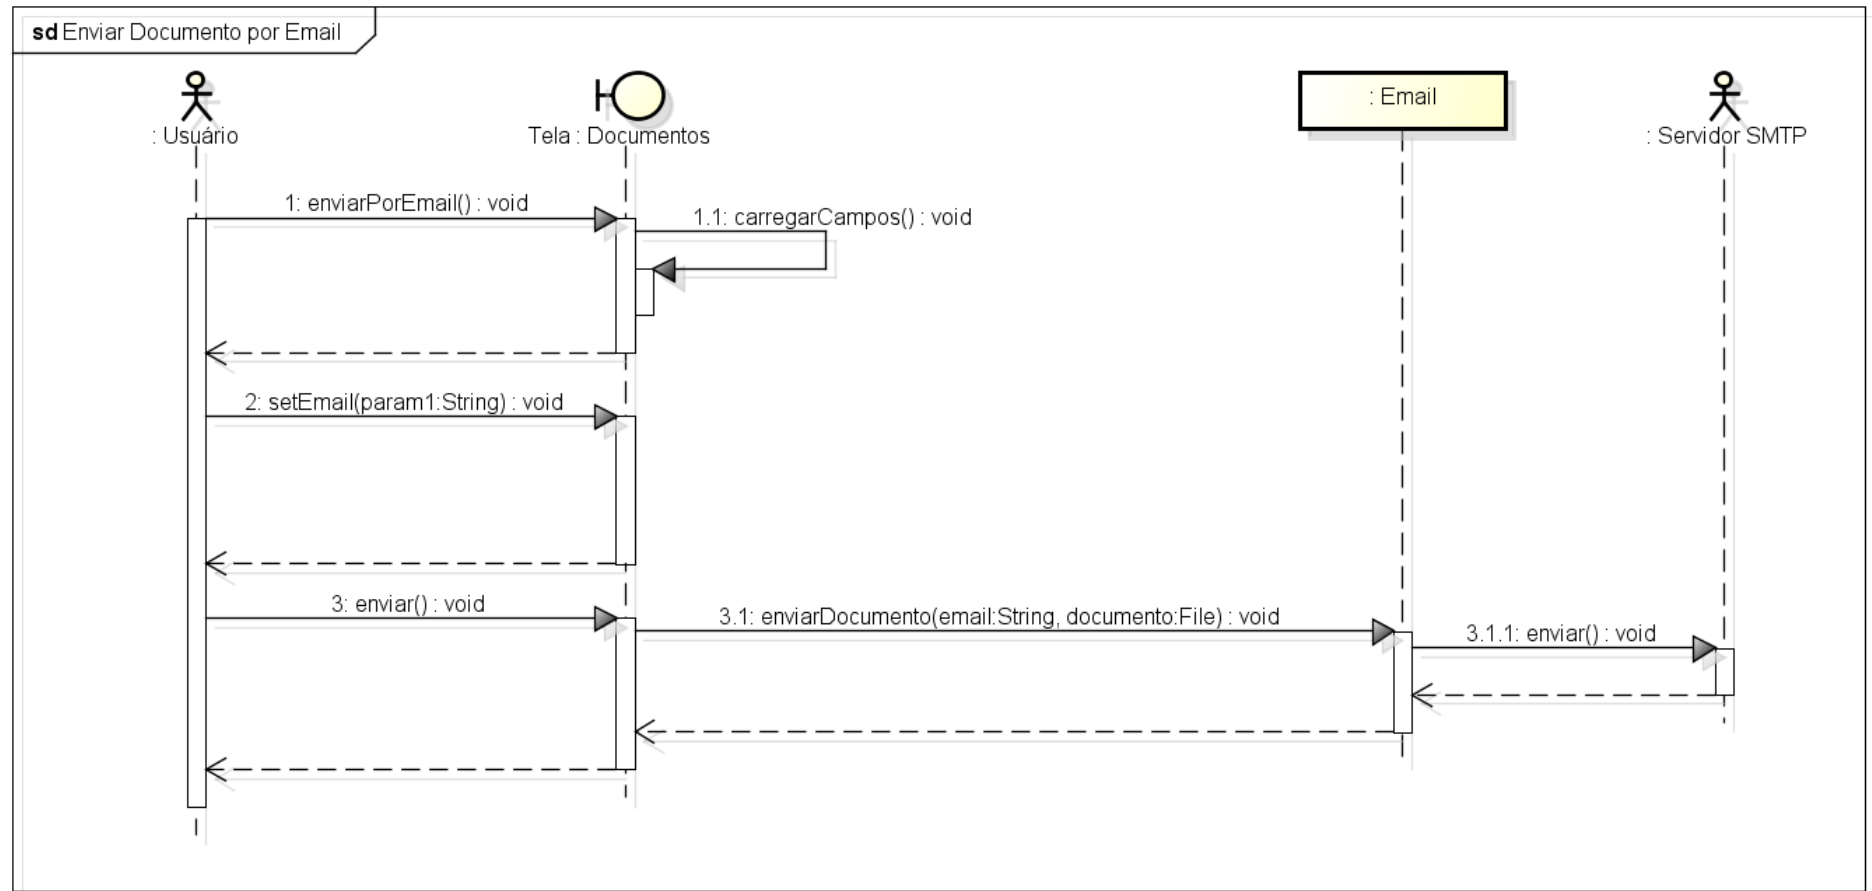 sd Enviar Documento por Email
: Usuário
Tela : Documentos
: Email
: Servidor SMTP
1: enviarPorEmail() : void
1.1: carregarCampos() : void
2: setEmail(param1:String) : void
3: enviar() : void
3.1: enviarDocumento(email:String, documento:File) : void
3.1.1: enviar() : void